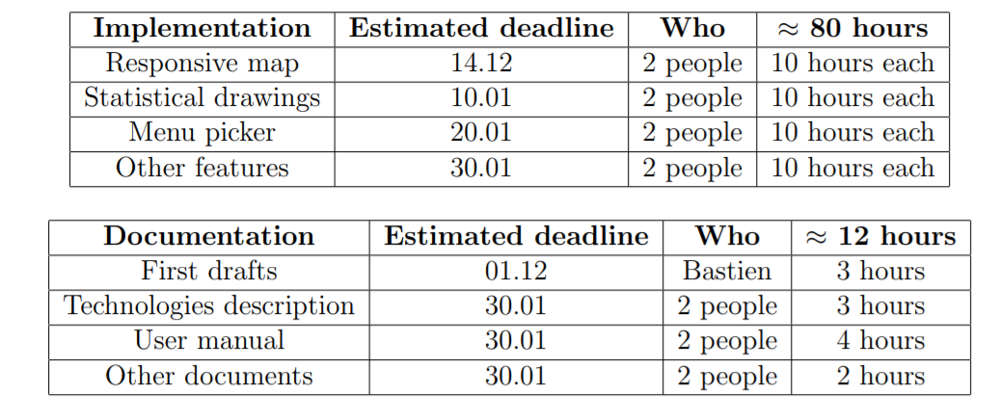 Implementation Estimated deadline Who ≈ 80 hours
Responsive map 14.12 2 people 10 hours each
Statistical drawings 10.01 2 people 10 hours each
Menu picker 20.01 2 people 10 hours each
Other features 30.01 2 people 10 hours each
Documentation Estimated deadline Who ≈ 12 hours
First drafts 01.12 Bastien 3 hours
Technologies description 30.01 2 people 3 hours
User manual 30.01 2 people 4 hours
Other documents 30.01 2 people 2 hours